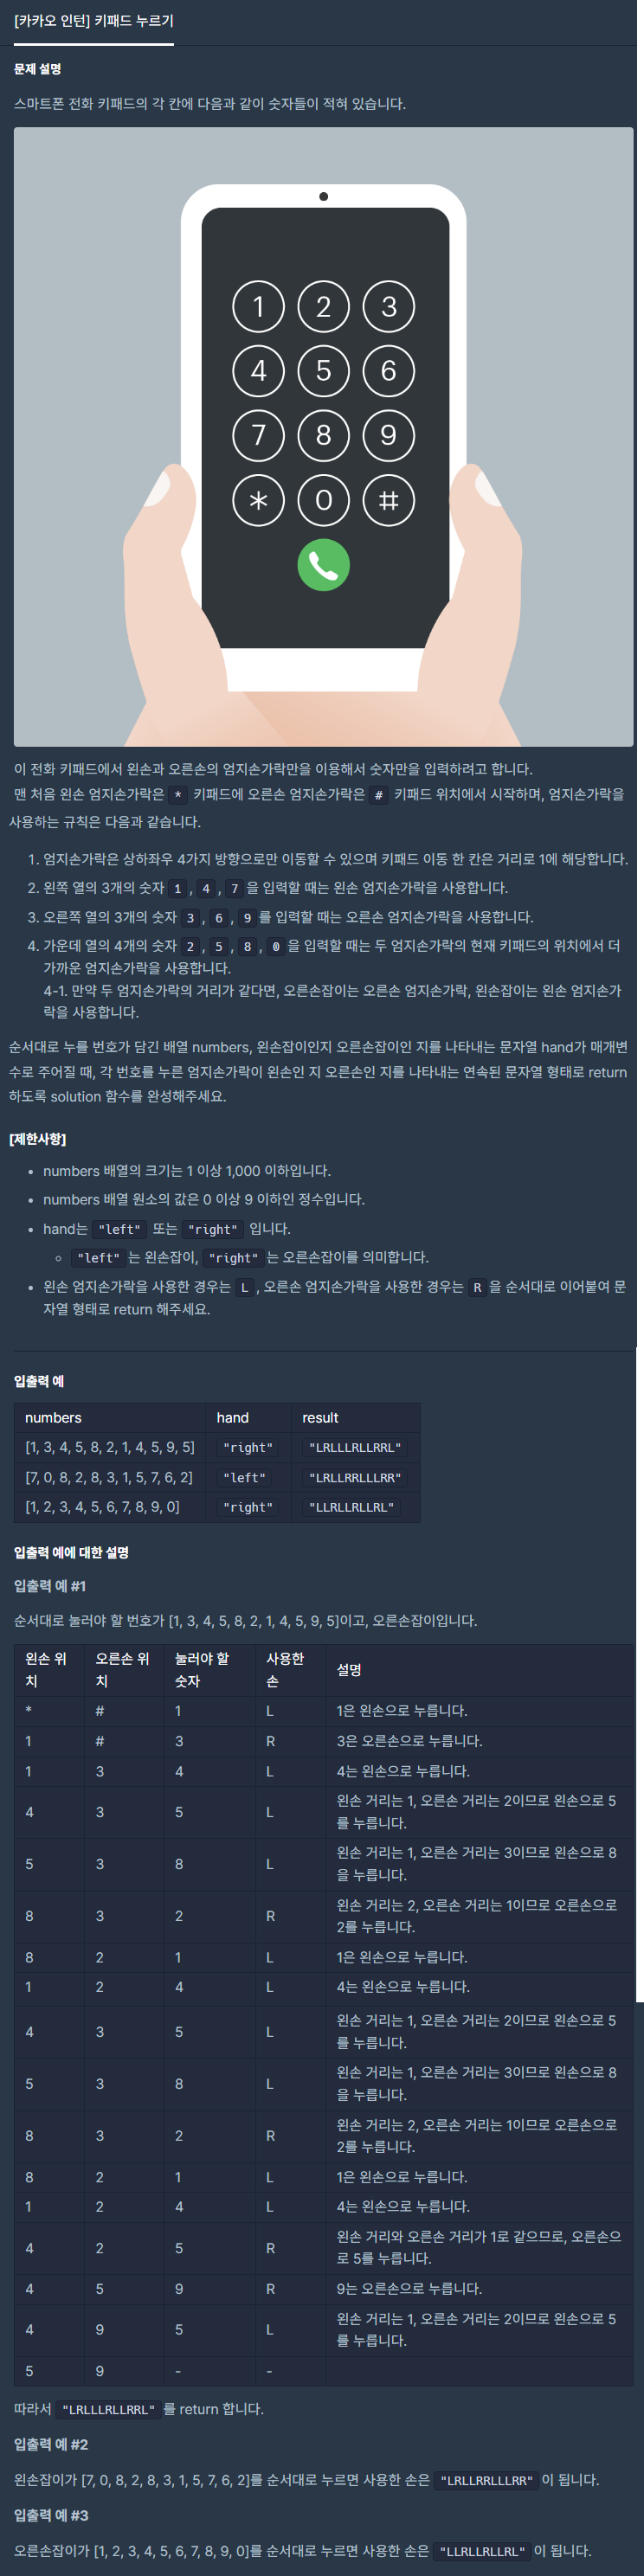 [카카오 인턴] 키패드 누르기
문제 설명
스마트폰 전화 키패드의 각 칸에 다음과 같이 숫자들이 적혀 있습니다.
1 2 3
4 5 6
7 8 9
* 0 #
이 전화 키패드에서 왼손과 오른손의 엄지손가락만을 이용해서 숫자만을 입력하려고 합니다.
맨 처음 왼손 엄지손가락은 * 키패드에 오른손 엄지손가락은 # 키패드 위치에서 시작하며, 엄지손가락을
사용하는 규칙은 다음과 같습니다.
1. 엄지손가락은 상하좌우 4가지 방향으로만 이동할 수 있으며 키패드 이동 한 칸은 거리로 1에 해당합니다.
2. 왼쪽 열의 3개의 숫자 1, 4, 7을 입력할 때는 왼손 엄지손가락을 사용합니다.
3. 오른쪽 열의 3개의 숫자 3, 6, 9를 입력할 때는 오른손 엄지손가락을 사용합니다.
4. 가운데 열의 4개의 숫자 2, 5, 8, 0을 입력할 때는 두 엄지손가락의 현재 키패드의 위치에서 더
가까운 엄지손가락을 사용합니다.
4-1. 만약 두 엄지손가락의 거리가 같다면, 오른손잡이는 오른손 엄지손가락, 왼손잡이는 왼손 엄지손가
락을 사용합니다.
순서대로 누를 번호가 담긴 배열 numbers, 왼손잡이인지 오른손잡이인 지를 나타내는 문자열 hand가 매개변
수로 주어질 때, 각 번호를 누른 엄지손가락이 왼손인 지 오른손인 지를 나타내는 연속된 문자열 형태로 return
하도록 solution 함수를 완성해주세요.
[제한사항]
• numbers 배열의 크기는 1 이상 1,000 이하입니다.
• numbers 배열 원소의 값은 0 이상 9 이하인 정수입니다.
• hand는 "left" 또는 "right" 입니다.
◦ "left"는 왼손잡이, "right"는 오른손잡이를 의미합니다.
• 왼손 엄지손가락을 사용한 경우는 L, 오른손 엄지손가락을 사용한 경우는 R을 순서대로 이어붙여 문
자열 형태로 return 해주세요.
입출력 예
numbers hand result
[1, 3, 4, 5, 8, 2, 1, 4, 5, 9, 5] "right" "LRLLLRLLRRL"
[7, 0, 8, 2, 8, 3, 1, 5, 7, 6, 2] "left" "LRLLRRLLLRR"
[1, 2, 3, 4, 5, 6, 7, 8, 9, 0] "right" "LLRLLRLLRL"
입출력 예에 대한 설명
입출력 예 #1
순서대로 눌러야 할 번호가 [1, 3, 4, 5, 8, 2, 1, 4, 5, 9, 5]이고, 오른손잡이입니다.
왼손 위치 오른손 위치 눌러야 할 숫자 사용한 손 설명
* # 1 L 1은 왼손으로 누릅니다.
1 # 3 R 3은 오른손으로 누릅니다.
1 3 4 L 4는 왼손으로 누릅니다.
4 3 5 L 왼손 거리는 1, 오른손 거리는 2이므로 왼손으로 5
를 누릅니다.
5 3 8 L 왼손 거리는 1, 오른손 거리는 3이므로 왼손으로 8
을 누릅니다.
8 3 2 R 왼손 거리는 2, 오른손 거리는 1이므로 오른손으로
2를 누릅니다.
8 2 1 L 1은 왼손으로 누릅니다.
1 2 4 L 4는 왼손으로 누릅니다.
4 3 5 L 왼손 거리는 1, 오른손 거리는 2이므로 왼손으로 5
를 누릅니다.
5 3 8 L 왼손 거리는 1, 오른손 거리는 3이므로 왼손으로 8
을 누릅니다.
8 3 2 R 왼손 거리는 2, 오른손 거리는 1이므로 오른손으로
2를 누릅니다.
8 2 1 L 1은 왼손으로 누릅니다.
1 2 4 L 4는 왼손으로 누릅니다.
4 2 5 R 왼손 거리와 오른손 거리가 1로 같으므로, 오른손으
로 5를 누릅니다.
4 5 9 R 9는 오른손으로 누릅니다.
4 9 5 L 왼손 거리는 1, 오른손 거리는 2이므로 왼손으로 5
를 누릅니다.
5 9 - -
따라서 "LRLLLRLLRRL"를 return 합니다.
입출력 예 #2
왼손잡이가 [7, 0, 8, 2, 8, 3, 1, 5, 7, 6, 2]를 순서대로 누르면 사용한 손은 "LRLLRRLLLRR"이 됩니다.
입출력 예 #3
오른손잡이가 [1, 2, 3, 4, 5, 6, 7, 8, 9, 0]를 순서대로 누르면 사용한 손은 "LLRLLRLLRL"이 됩니다.